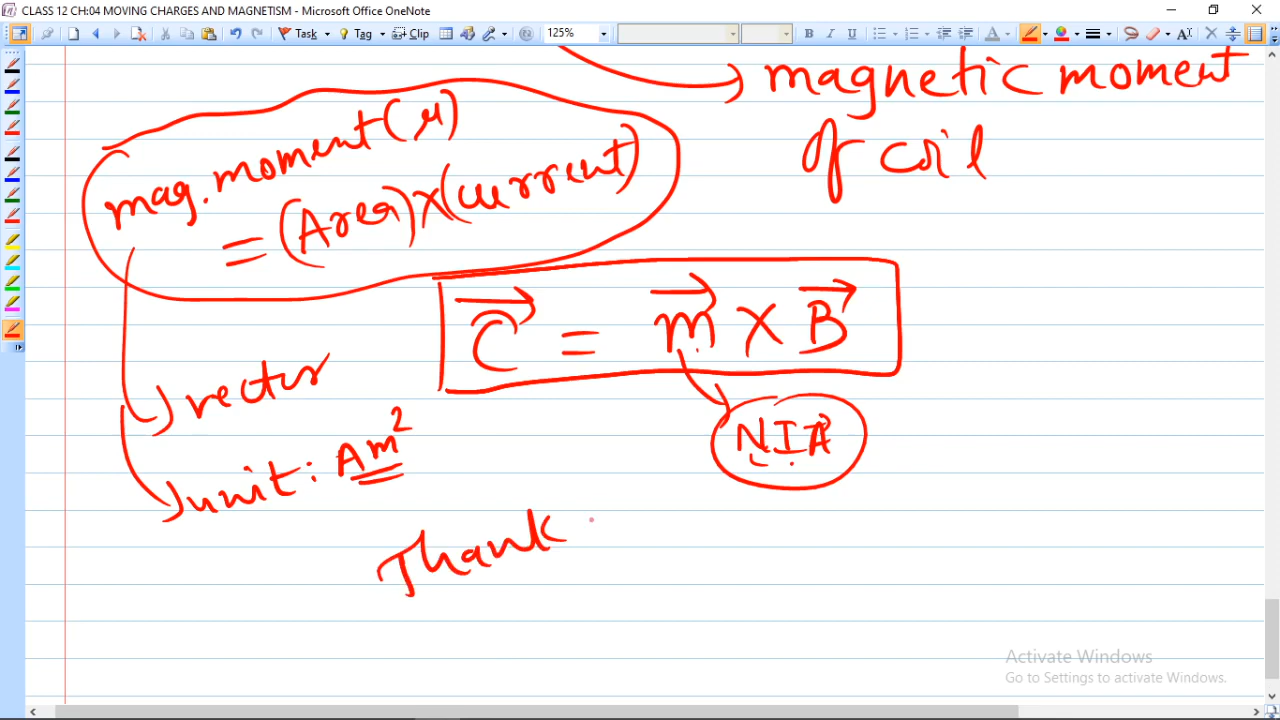 CLASS 12 CH:04 MOVING CHARGES AND MAGNETISM - Microsoft Office OneNote
Task Tag Clip 125% B I U
magnetic moment
of coil
mag. moment (μ)
= (Area) X (current)
C = m X B
NIA
vector
unit: Am²
Thank
Activate Windows
Go to Settings to activate Windows.